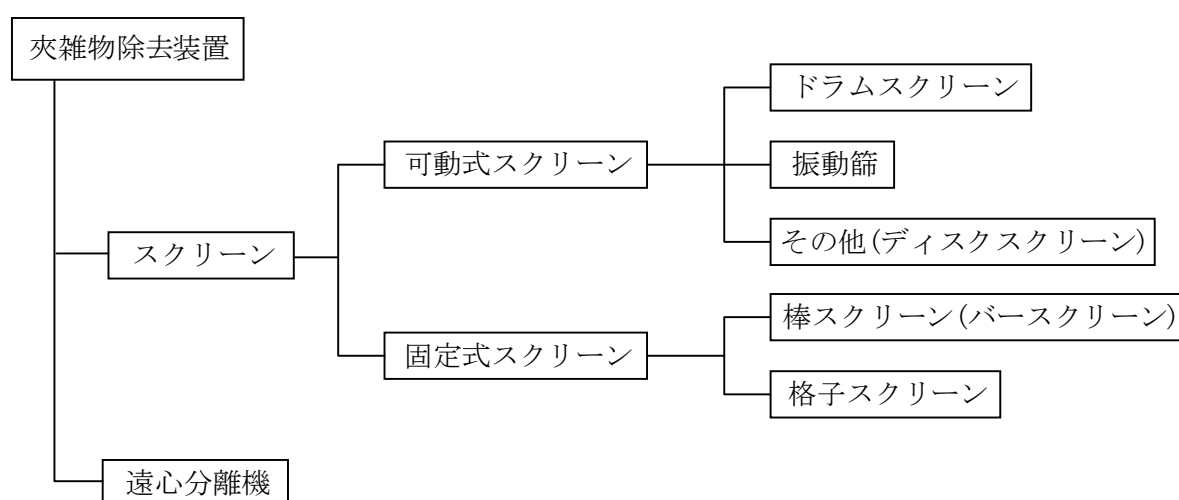 夾雑物除去装置
ドラムスクリーン
可動式スクリーン
振動篩
スクリーン
その他(ディスクスクリーン)
棒スクリーン(バースクリーン)
固定式スクリーン
格子スクリーン
遠心分離機